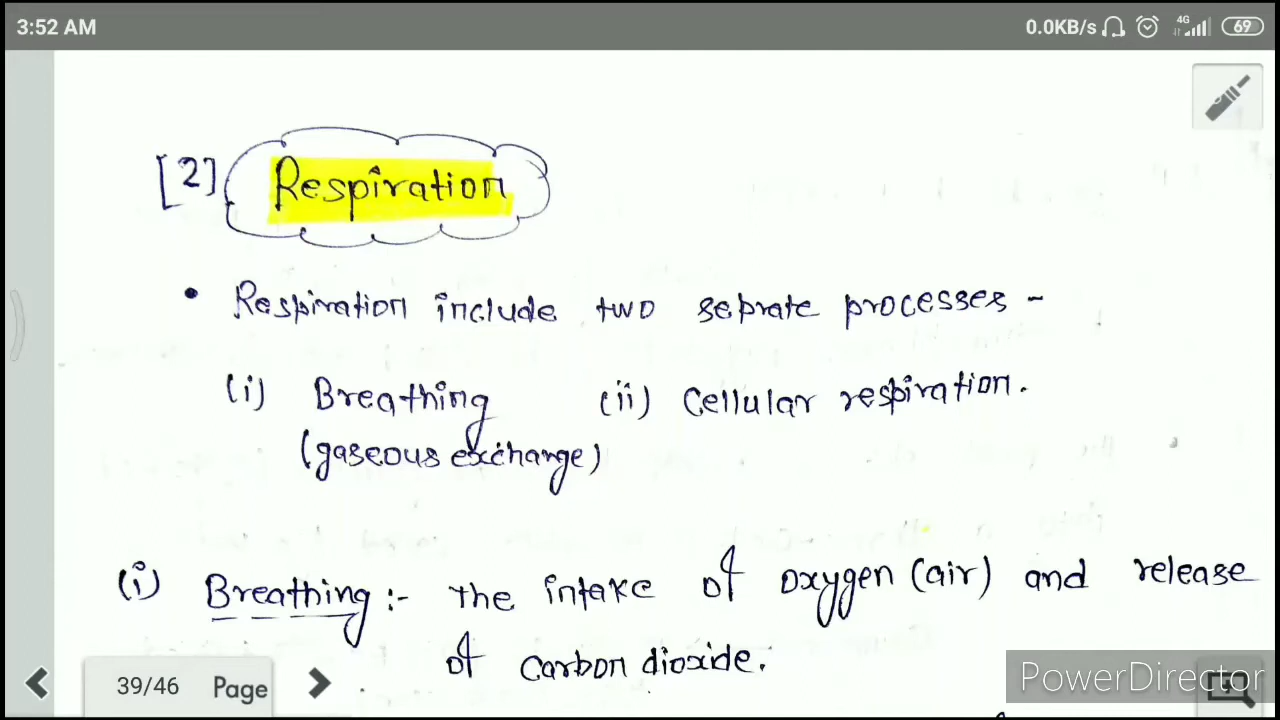 3:52 AM 0.0KB/s 4G 69
[2] Respiration
• Respiration include two seprate processes -
(i) Breathing (ii) Cellular respiration.
(gaseous exchange)
(i) Breathing :- The intake of oxygen (air) and release
of carbon dioxide.
39/46 Page
PowerDirector